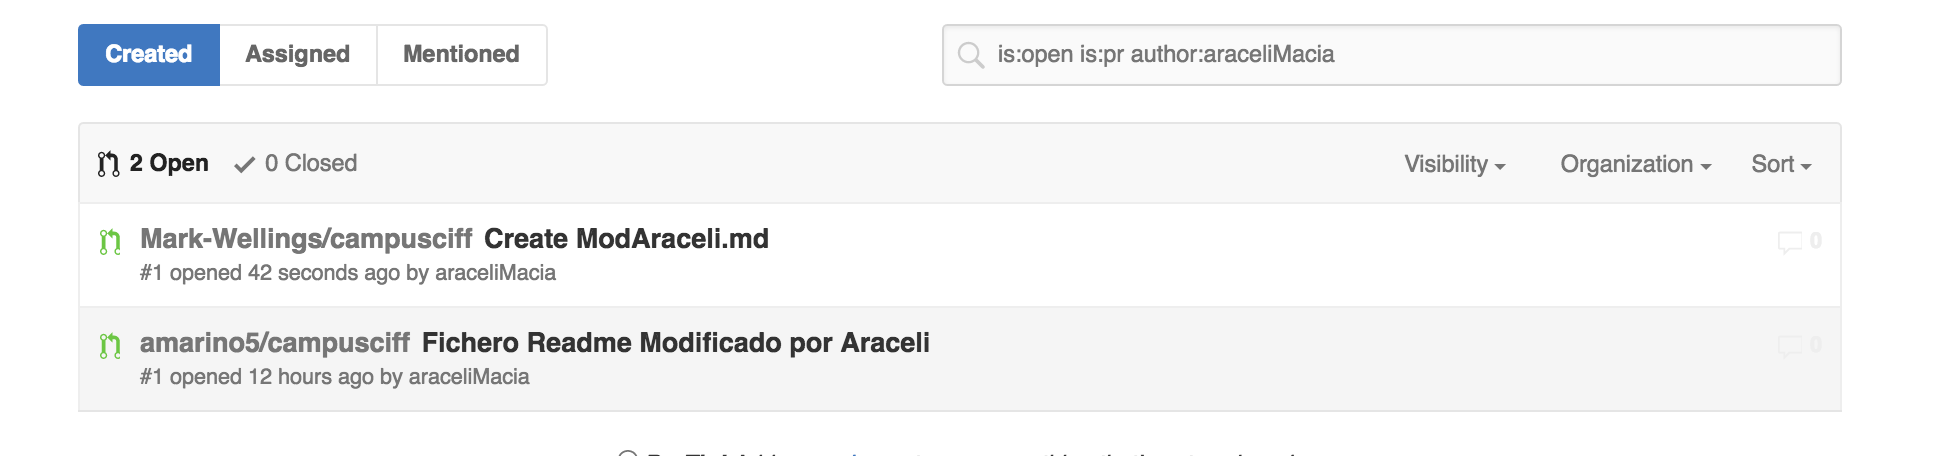 Created Assigned Mentioned is:open is:pr author:araceliMacia
2 Open 0 Closed Visibility Organization Sort
Mark-Wellings/campusciff Create ModAraceli.md 0
#1 opened 42 seconds ago by araceliMacia
amarino5/campusciff Fichero Readme Modificado por Araceli 0
#1 opened 12 hours ago by araceliMacia